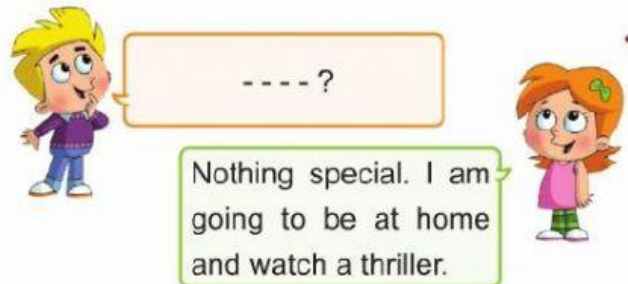 ----?
Nothing special. I am
going to be at home
and watch a thriller.